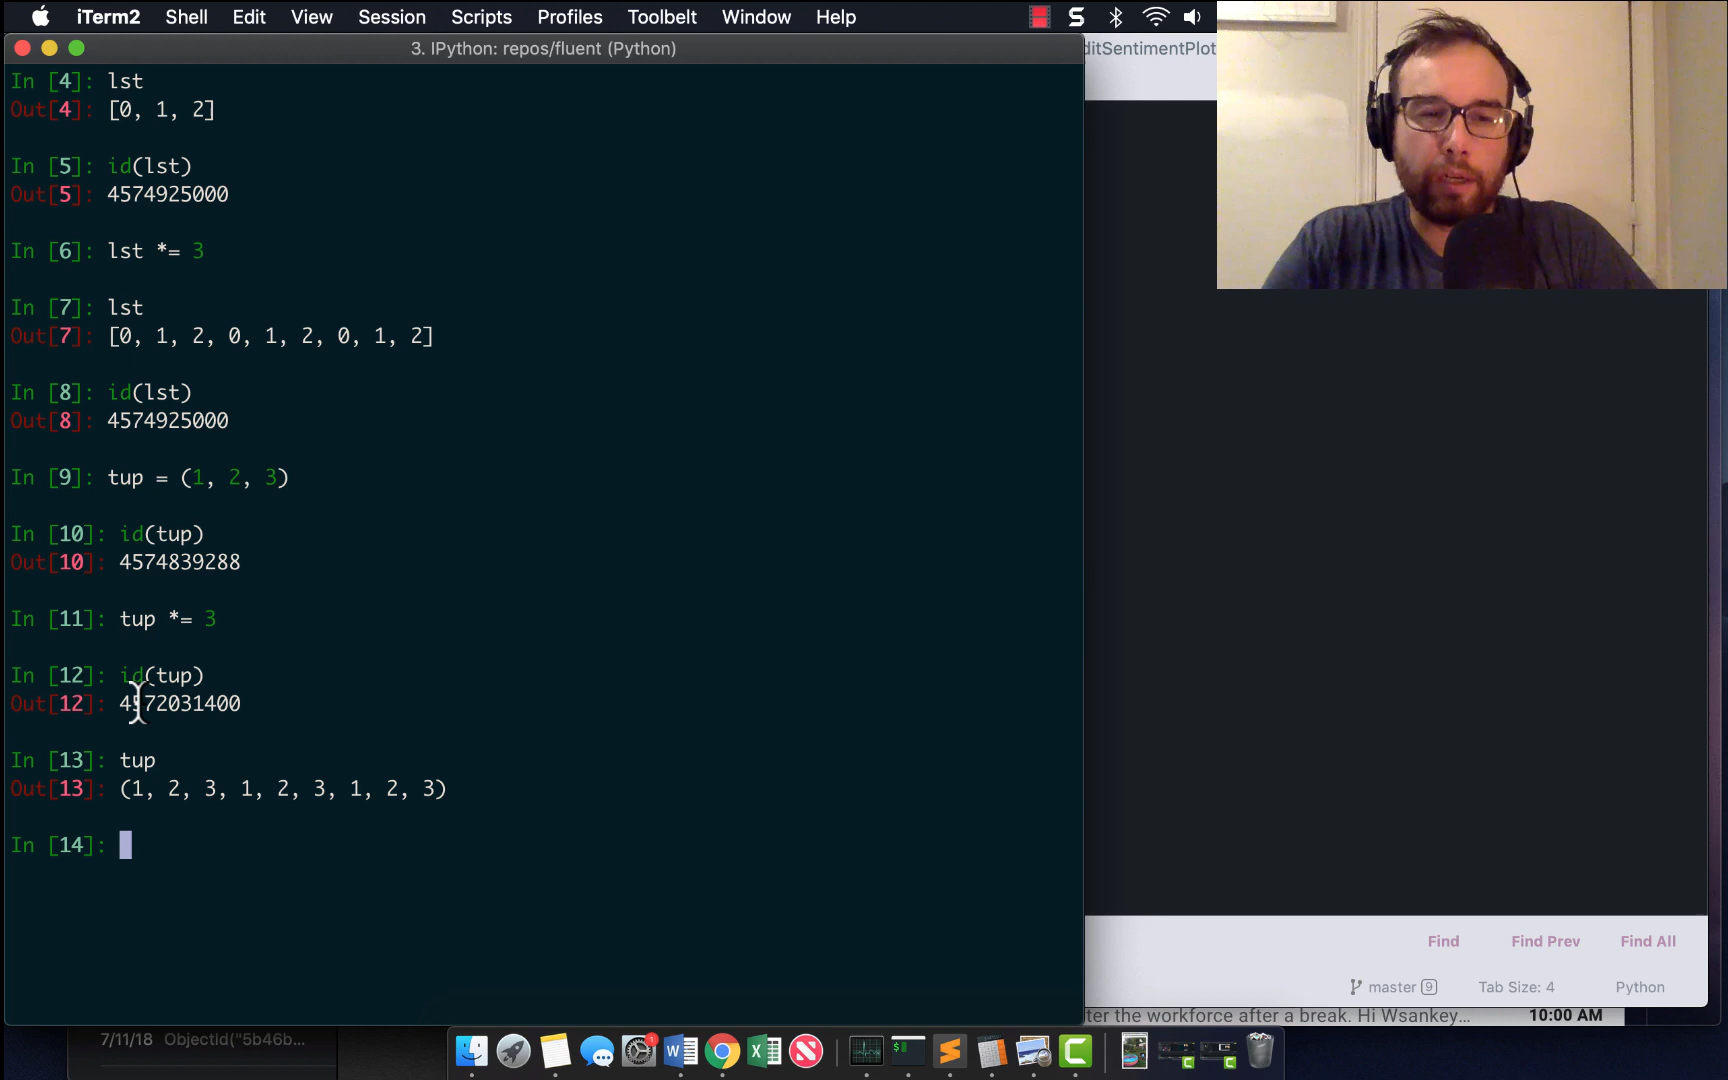 iTerm2 Shell Edit View Session Scripts Profiles Toolbelt Window Help
3. IPython: repos/fluent (Python)
ditSentimentPlot
In [4]: lst
Out[4]: [0, 1, 2]
In [5]: id(lst)
Out[5]: 4574925000
In [6]: lst *= 3
In [7]: lst
Out[7]: [0, 1, 2, 0, 1, 2, 0, 1, 2]
In [8]: id(lst)
Out[8]: 4574925000
In [9]: tup = (1, 2, 3)
In [10]: id(tup)
Out[10]: 4574839288
In [11]: tup *= 3
In [12]: id(tup)
Out[12]: 4572031400
In [13]: tup
Out[13]: (1, 2, 3, 1, 2, 3, 1, 2, 3)
In [14]:
Find Find Prev Find All
master 9 Tab Size: 4 Python
ter the workforce after a break. Hi Wsankey... 10:00 AM
7/11/18 ObjectId("5b46b...